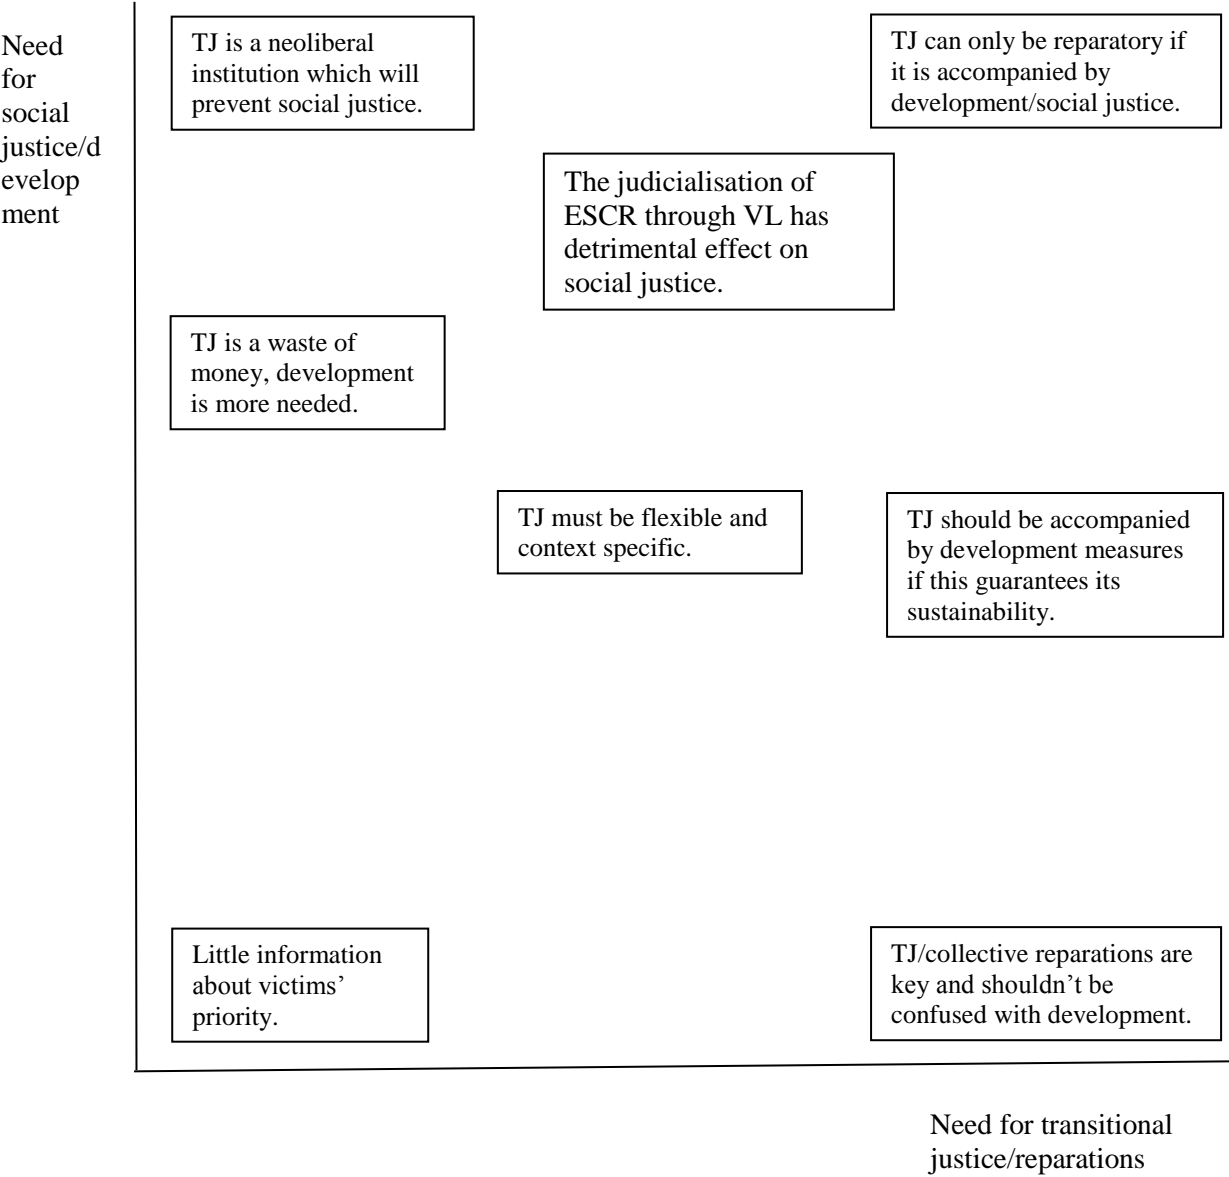 Need
for
social
justice/d
evelop
ment
TJ is a neoliberal
institution which will
prevent social justice.
TJ can only be reparatory if
it is accompanied by
development/social justice.
The judicialisation of
ESCR through VL has
detrimental effect on
social justice.
TJ is a waste of
money, development
is more needed.
TJ must be flexible and
context specific.
TJ should be accompanied
by development measures
if this guarantees its
sustainability.
Little information
about victims’
priority.
TJ/collective reparations are
key and shouldn’t be
confused with development.
Need for transitional
justice/reparations